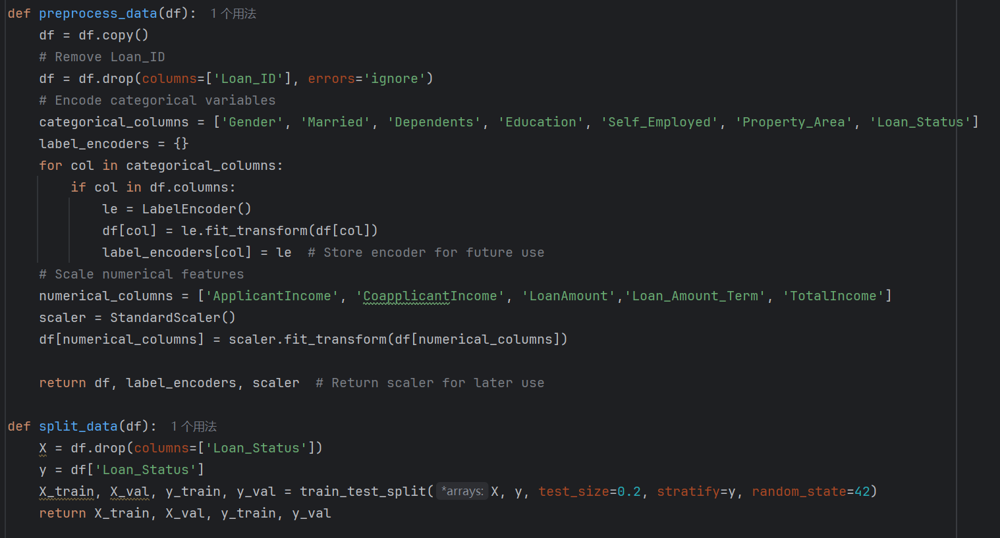 def preprocess_data(df): 1 个用法
    df = df.copy()
    # Remove Loan_ID
    df = df.drop(columns=['Loan_ID'], errors='ignore')
    # Encode categorical variables
    categorical_columns = ['Gender', 'Married', 'Dependents', 'Education', 'Self_Employed', 'Property_Area', 'Loan_Status']
    label_encoders = {}
    for col in categorical_columns:
        if col in df.columns:
            le = LabelEncoder()
            df[col] = le.fit_transform(df[col])
            label_encoders[col] = le  # Store encoder for future use
    # Scale numerical features
    numerical_columns = ['ApplicantIncome', 'CoapplicantIncome', 'LoanAmount','Loan_Amount_Term', 'TotalIncome']
    scaler = StandardScaler()
    df[numerical_columns] = scaler.fit_transform(df[numerical_columns])
    return df, label_encoders, scaler  # Return scaler for later use
def split_data(df): 1 个用法
    X = df.drop(columns=['Loan_Status'])
    y = df['Loan_Status']
    X_train, X_val, y_train, y_val = train_test_split( *arrays: X, y, test_size=0.2, stratify=y, random_state=42)
    return X_train, X_val, y_train, y_val